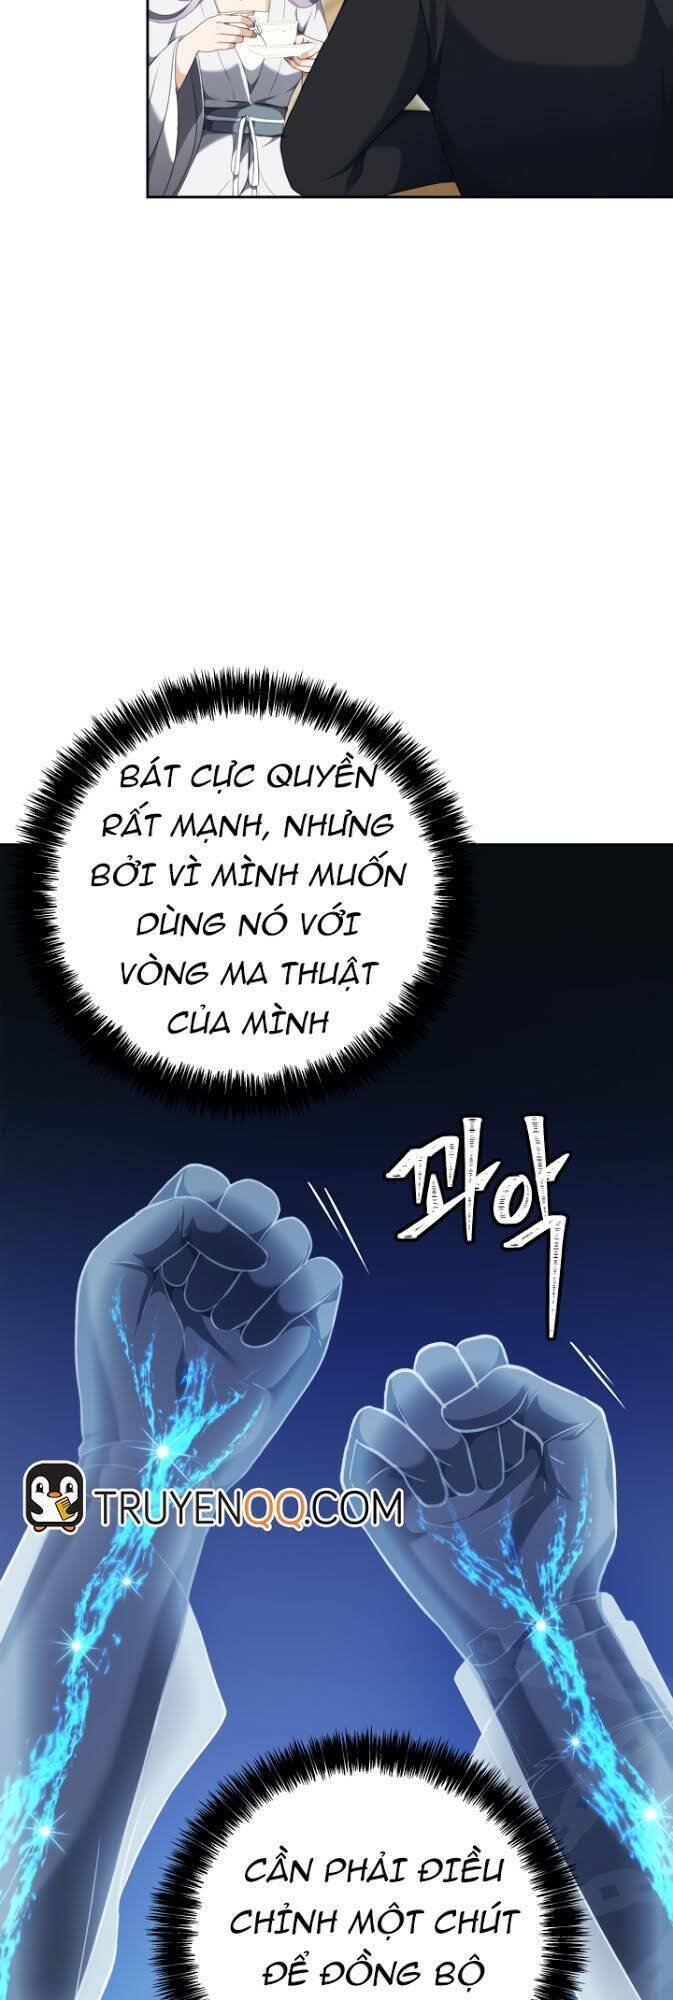 BÁT CỰC QUYỀN
RẤT MẠNH, NHƯNG
BỞI VÌ MÌNH MUỐN
DÙNG NÓ VỚI
VÒNG MA THUẬT
CỦA MÌNH
콰악
TRUYENQQ.COM
CẦN PHẢI ĐIỀU
CHỈNH MỘT CHÚT
ĐỂ ĐỒNG BỘ